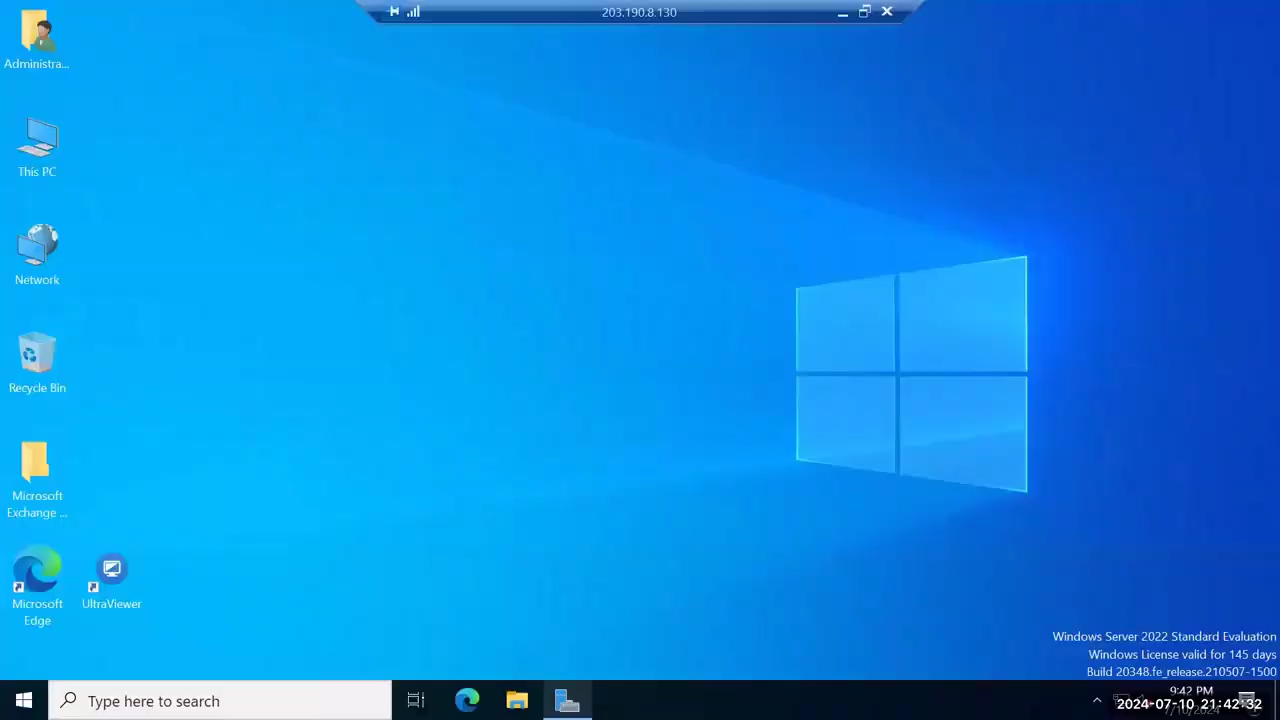 203.190.8.130
Administra...
This PC
Network
Recycle Bin
Microsoft
Exchange ...
Microsoft
Edge
UltraViewer
Windows Server 2022 Standard Evaluation
Windows License valid for 145 days
Build 20348.fe_release.210507-1500
Type here to search
9:42 PM
2024-07-10 21:42:32